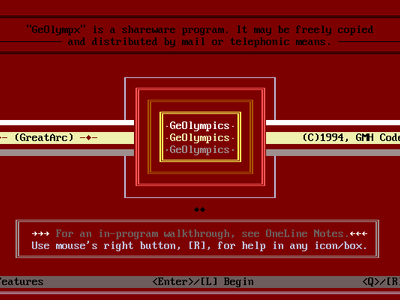 "GeOlympx" is a shareware program. It may be freely copied
and distributed by mail or telephonic means.
GeOlympics
(GreatArc) GeOlympics (C)1994, GMH Code
GeOlympics
For an in-program walkthrough, see OneLine Notes.
Use mouse's right button, [R], for help in any icon/box.
eatures <Enter>/[L] Begin <Q>/[R]